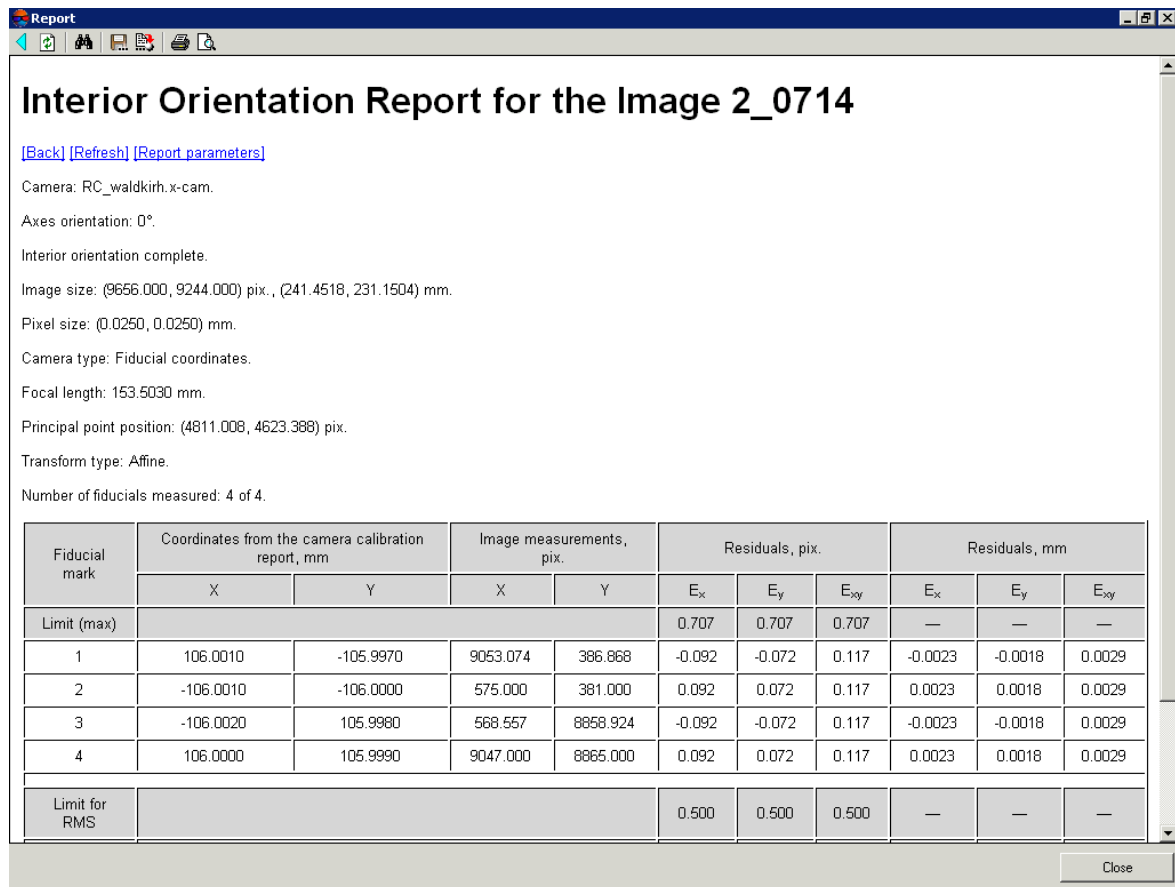 Report
Interior Orientation Report for the Image 2_0714
[Back] [Refresh] [Report parameters]
Camera: RC_waldkirh.x-cam.
Axes orientation: 0°.
Interior orientation complete.
Image size: (9656.000, 9244.000) pix., (241.4518, 231.1504) mm.
Pixel size: (0.0250, 0.0250) mm.
Camera type: Fiducial coordinates.
Focal length: 153.5030 mm.
Principal point position: (4811.008, 4623.388) pix.
Transform type: Affine.
Number of fiducials measured: 4 of 4.
Fiducial mark Coordinates from the camera calibration report, mm Image measurements, pix. Residuals, pix. Residuals, mm
X Y X Y Ex Ey Exy Ex Ey Exy
Limit (max) 0.707 0.707 0.707 — — —
1 106.0010 -105.9970 9053.074 386.868 -0.092 -0.072 0.117 -0.0023 -0.0018 0.0029
2 -106.0010 -106.0000 575.000 381.000 0.092 0.072 0.117 0.0023 0.0018 0.0029
3 -106.0020 105.9980 568.557 8858.924 -0.092 -0.072 0.117 -0.0023 -0.0018 0.0029
4 106.0000 105.9990 9047.000 8865.000 0.092 0.072 0.117 0.0023 0.0018 0.0029
Limit for RMS 0.500 0.500 0.500 — — —
Close